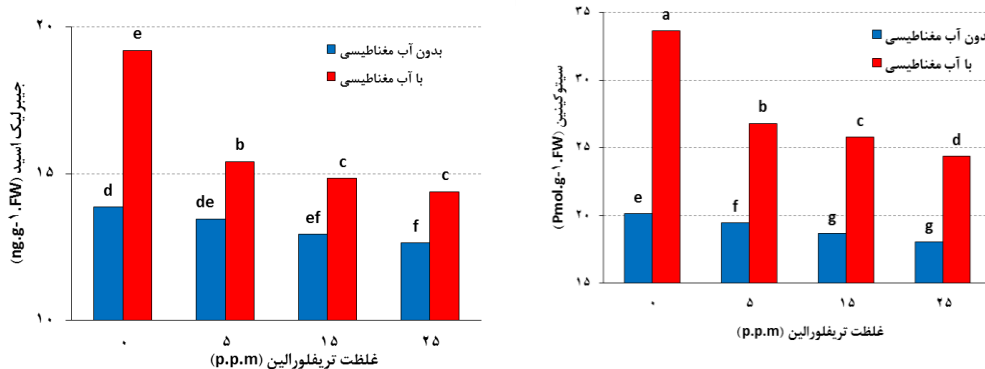 ۲۰
e
بدون آب مغناطیسی
با آب مغناطیسی
جیبرلیک اسید (ng.g-۱.FW)
b
۱۵
c
c
d
de
ef
f
۱۰
۰ ۵ ۱۵ ۲۵
غلظت تریفلورالین (p.p.m)
a
۳۵
دون آب مغناطیسی
با آب مغناطیسی
سیتوکینین (Pmol.g-۱.FW)
۳۰
b
c
d
۲۵
e
f
g
g
۲۰
۱۵
۰ ۵ ۱۵ ۲۵
غلظت تریفلورالین (p.p.m)